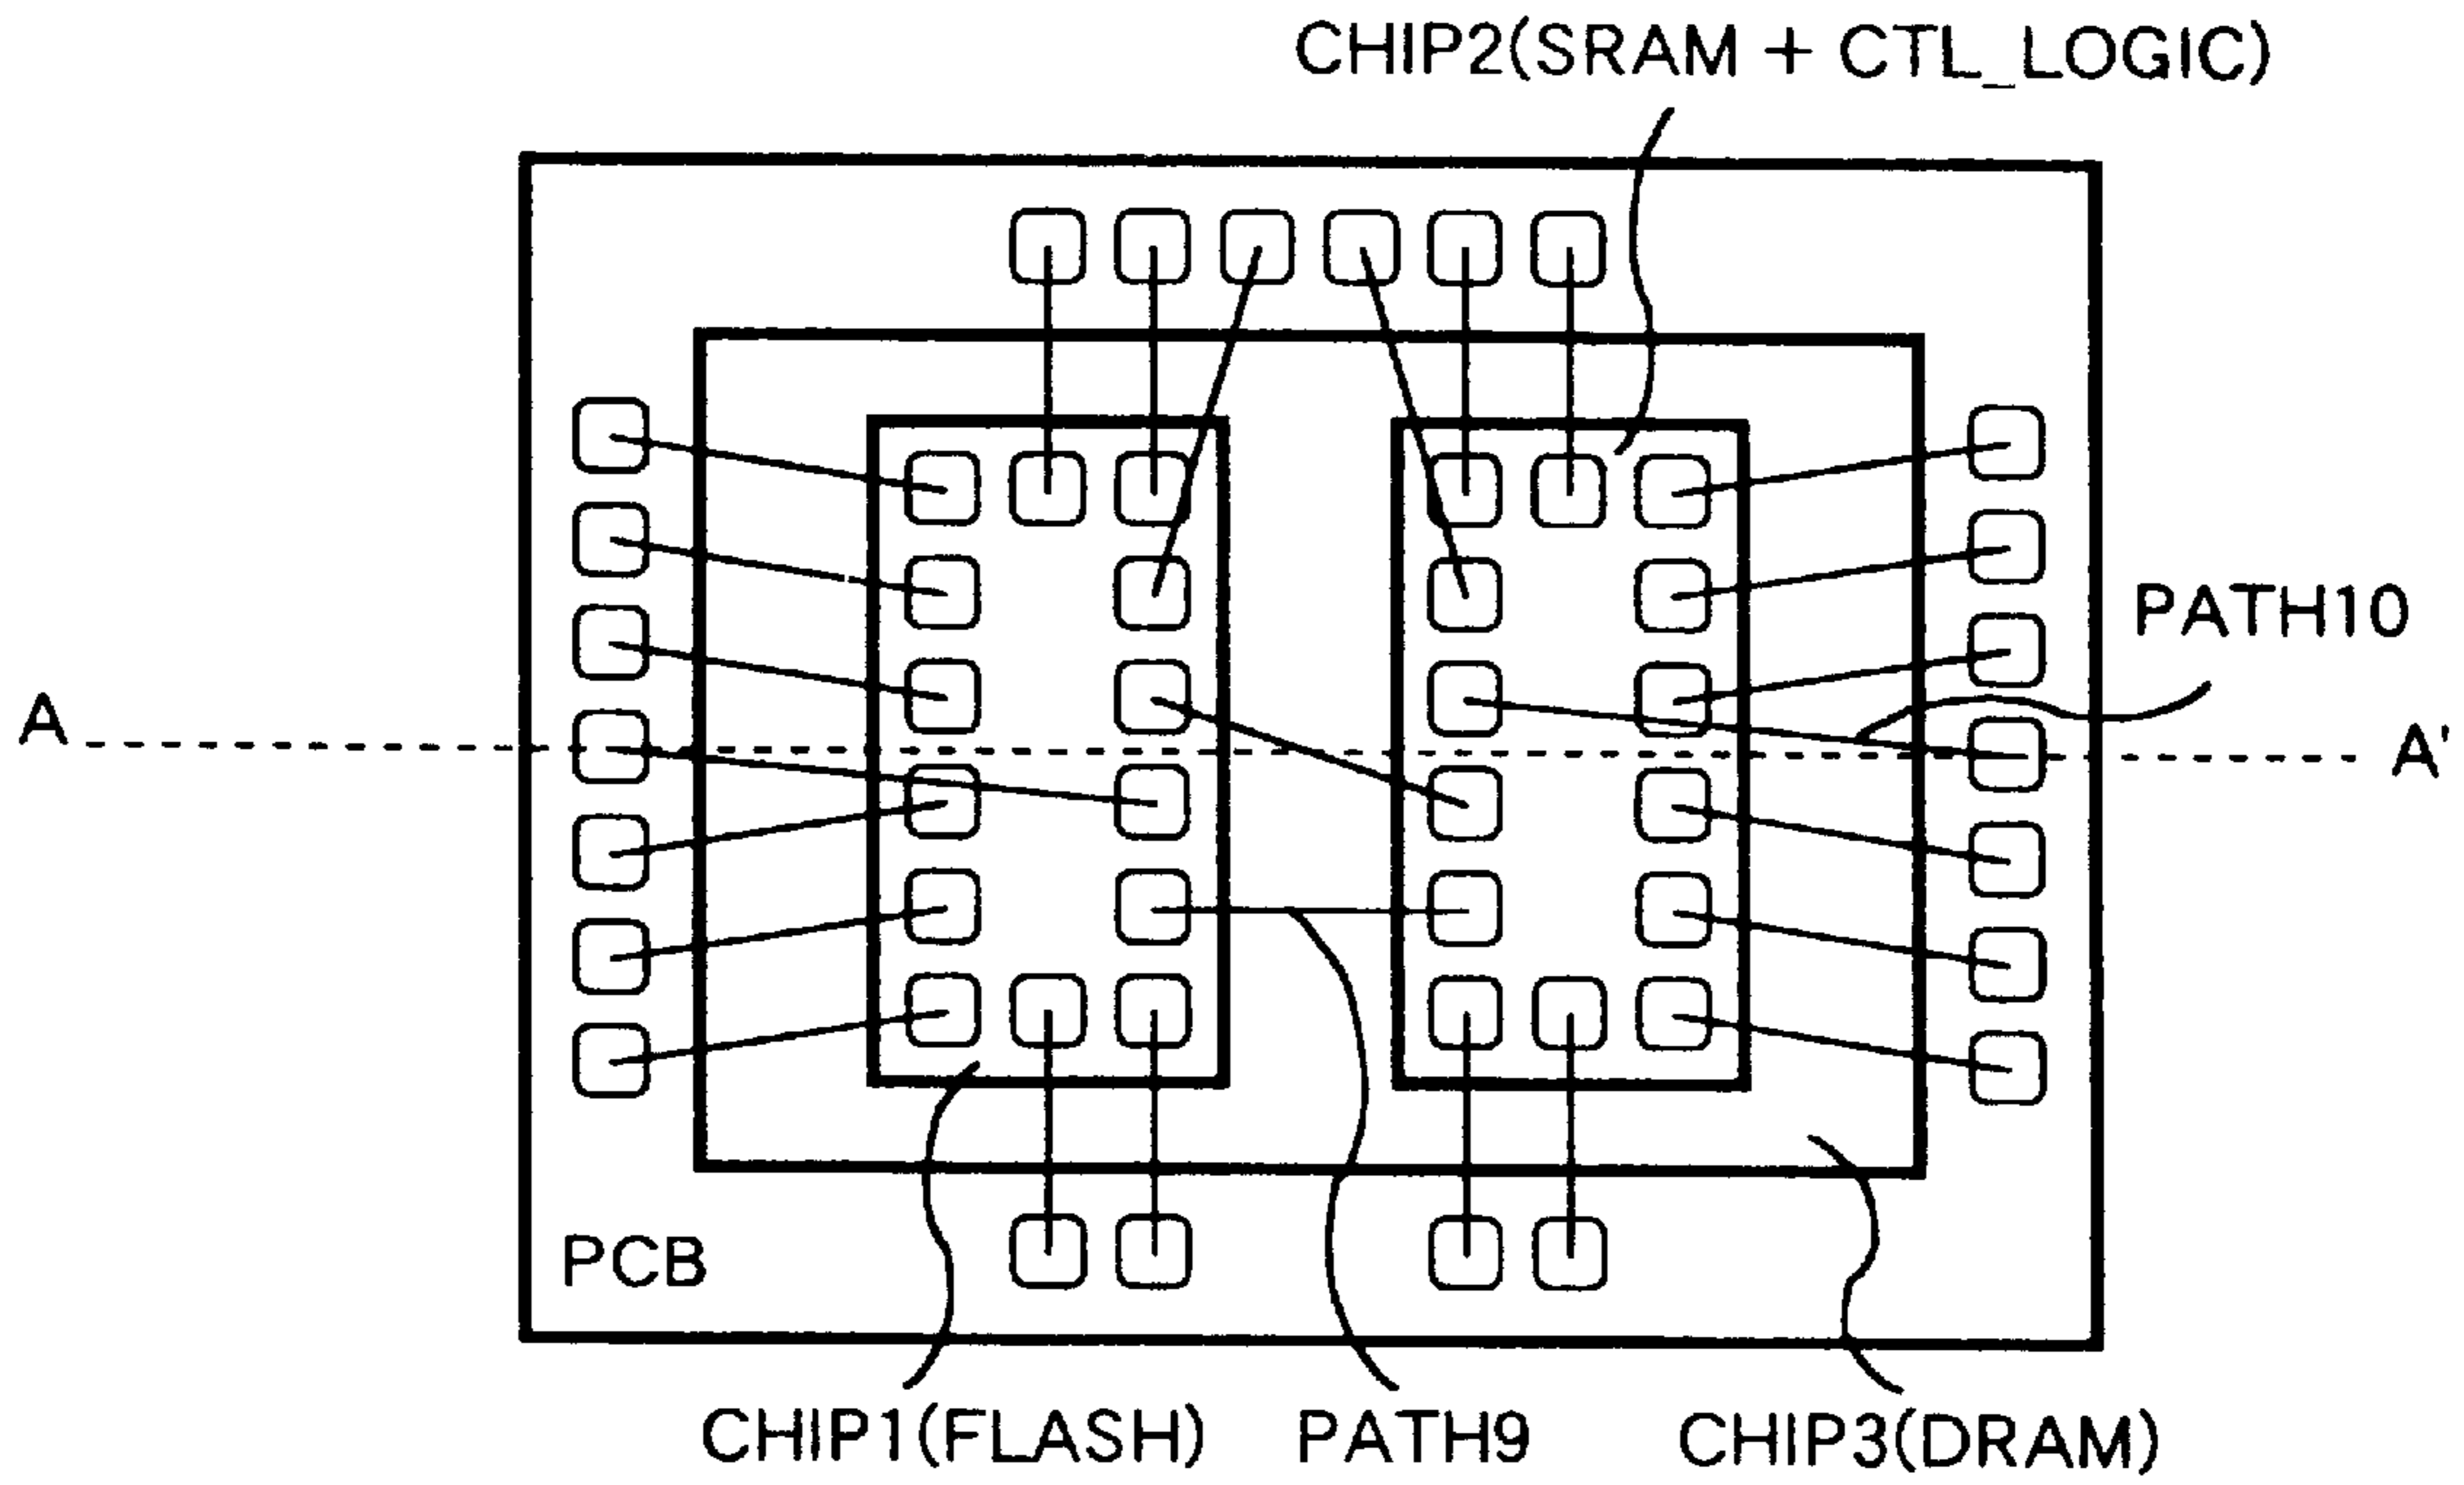 CHIP2(SRAM + CTL_LOGIC)
PATH10
A
A'
PCB
CHIP1(FLASH)
PATH9
CHIP3(DRAM)